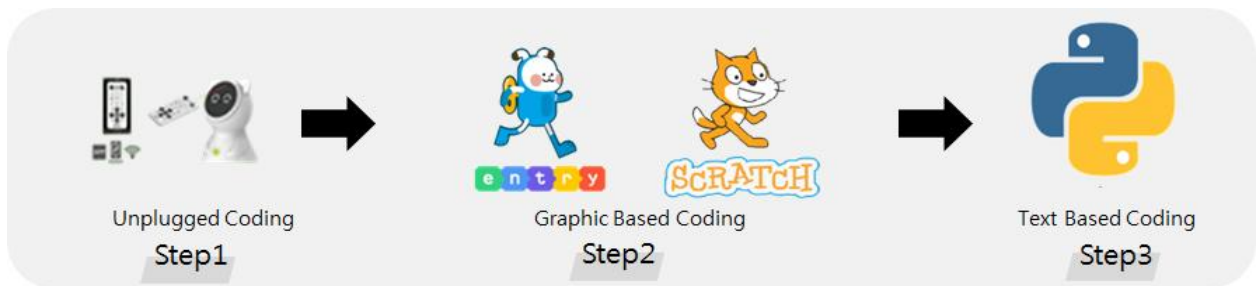 entry
SCRATCH
Unplugged Coding
Graphic Based Coding
Text Based Coding
Step1
Step2
Step3